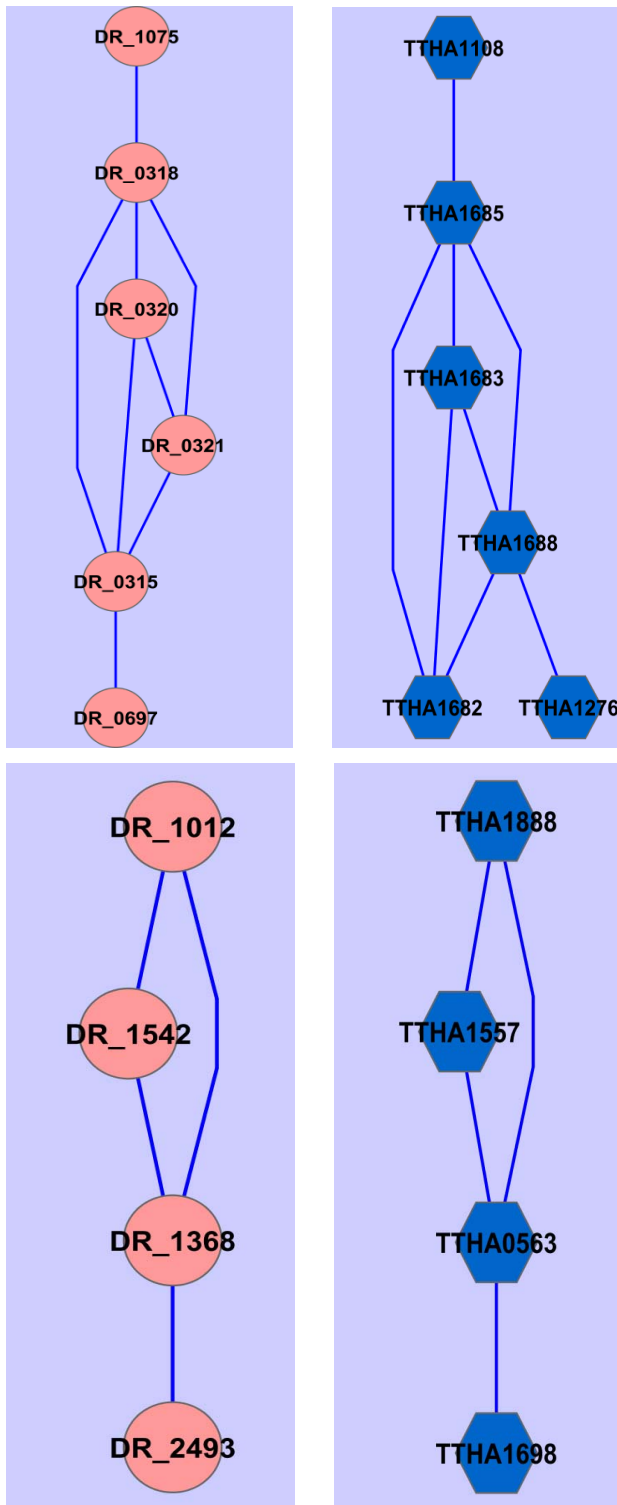 DR_1075
DR_0318
DR_0320
DR_0321
DR_0315
DR_0697
TTHA1108
TTHA1685
TTHA1683
TTHA1688
TTHA1682
TTHA1276
DR_1012
DR_1542
DR_1368
DR_2493
TTHA1888
TTHA1557
TTHA0563
TTHA1698